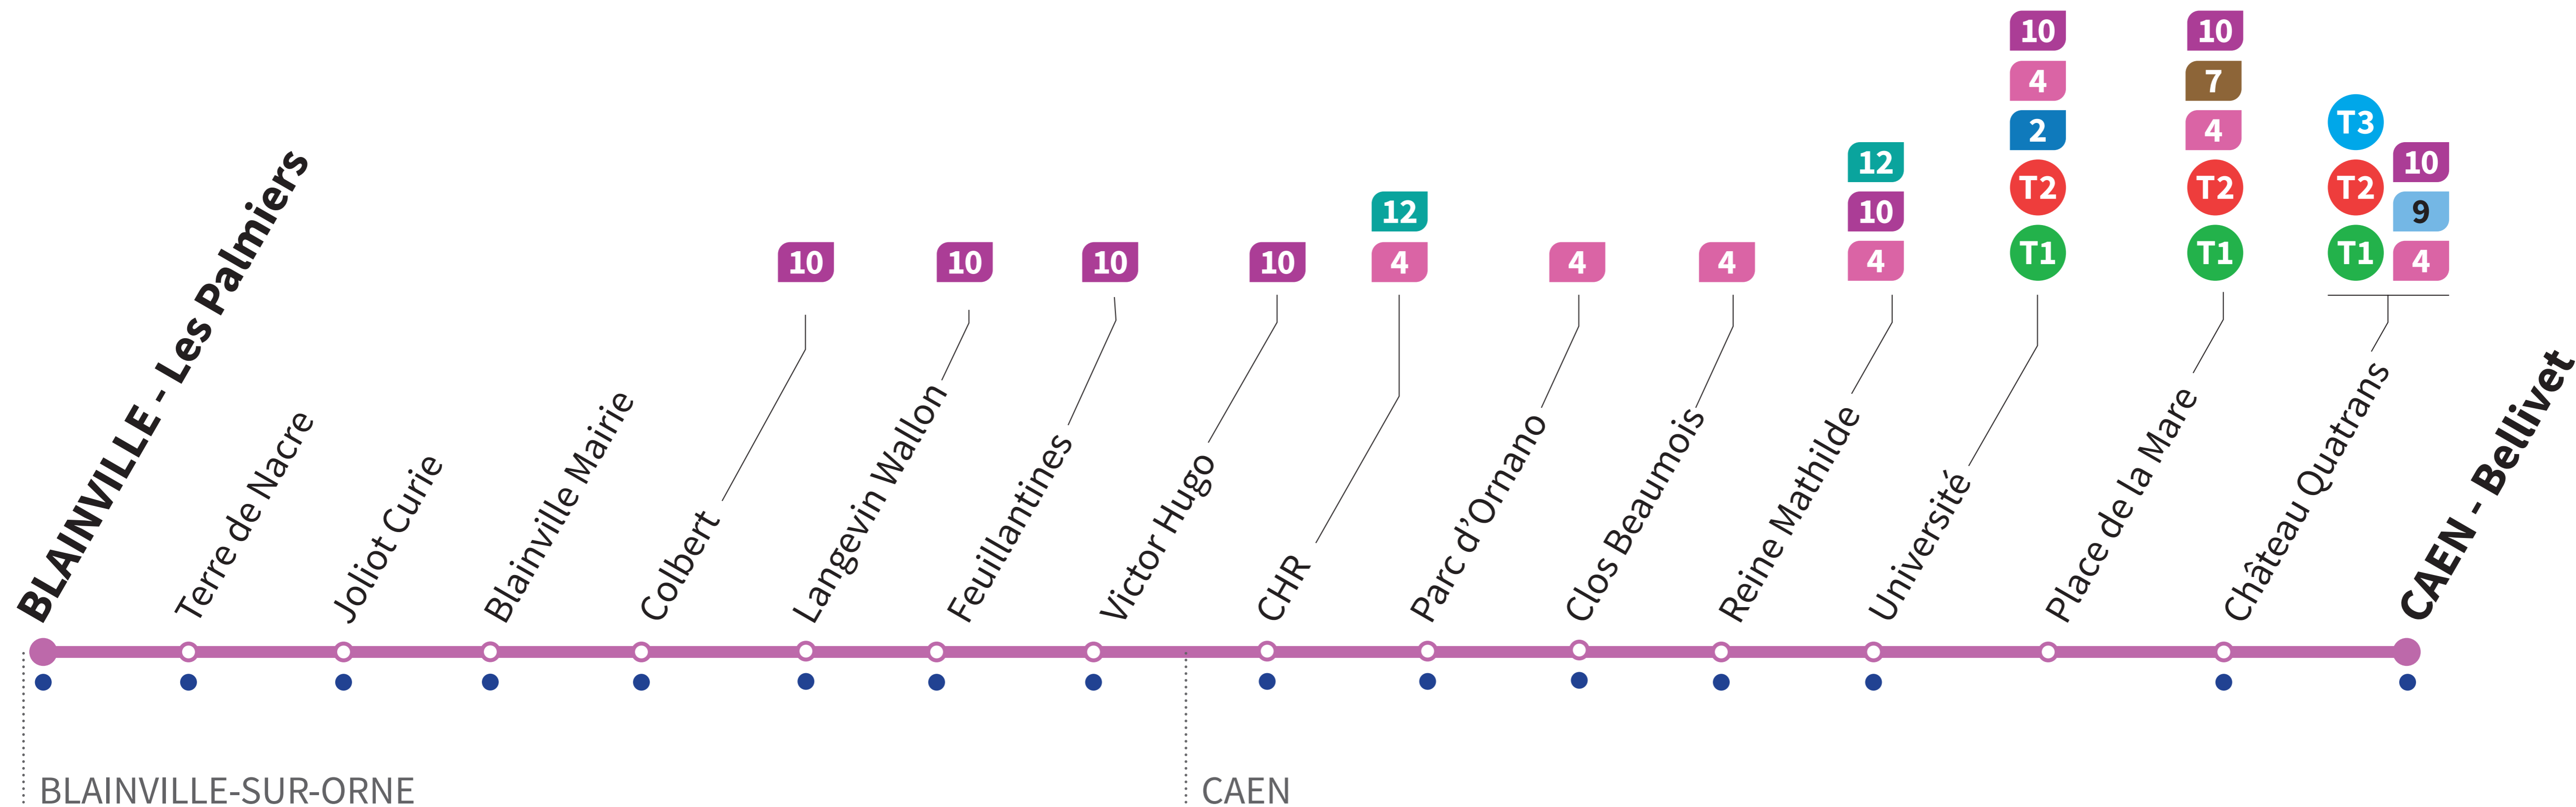 BLAINVILLE - Les Palmiers
Terre de Nacre
Joliot Curie
Blainville Mairie
Colbert
10
Langevin Wallon
10
Feuillantines
10
Victor Hugo
10
CHR
12
4
Parc d'Ornano
4
Clos Beaumois
4
Reine Mathilde
12
10
4
Université
10
4
2
T2
T1
Place de la Mare
10
7
4
T2
T1
Château Quatrans
T3
T2
T1
10
9
4
CAEN - Bellivet
BLAINVILLE-SUR-ORNE
CAEN